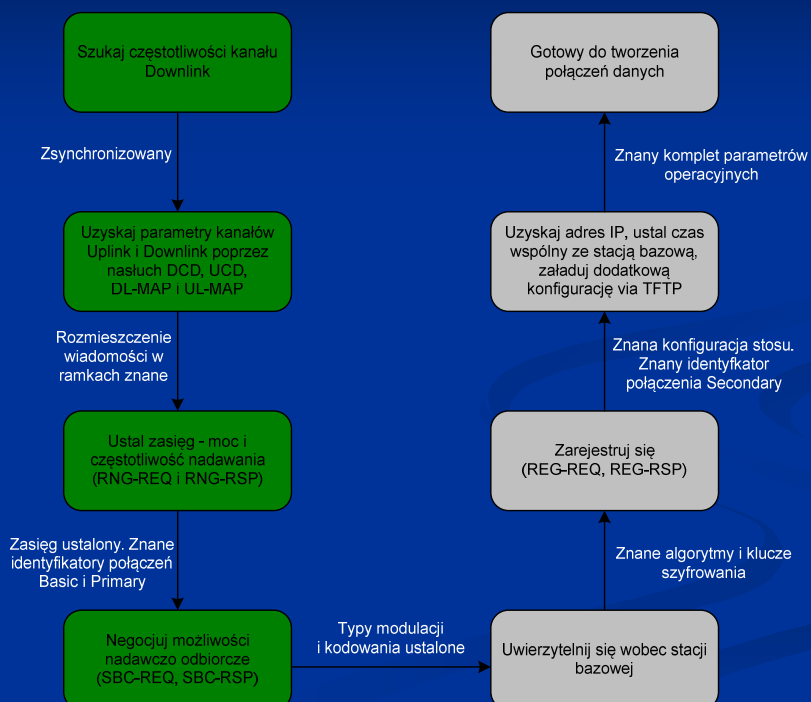 Szukaj częstotliwości kanału
Downlink
Zsynchronizowany
Uzyskaj parametry kanałów
Uplink i Downlink poprzez
nasłuch DCD, UCD,
DL-MAP i UL-MAP
Rozmieszczenie
wiadomości w
ramkach znane
Ustal zasięg - moc i
częstotliwość nadawania
(RNG-REQ i RNG-RSP)
Zasięg ustalony. Znane
identyfikatory połączeń
Basic i Primary
Negocjuj możliwości
nadawczo odbiorcze
(SBC-REQ, SBC-RSP)
Typy modulacji
i kodowania ustalone
Uwierzytelnij się wobec stacji
bazowej
Znane algorytmy i klucze
szyfrowania
Zarejestruj się
(REG-REQ, REG-RSP)
Znana konfiguracja stosu.
Znany identyfkator
połączenia Secondary
Uzyskaj adres IP, ustal czas
wspólny ze stacją bazową,
załaduj dodatkową
konfigurację via TFTP
Znany komplet parametrów
operacyjnych
Gotowy do tworzenia
połączeń danych